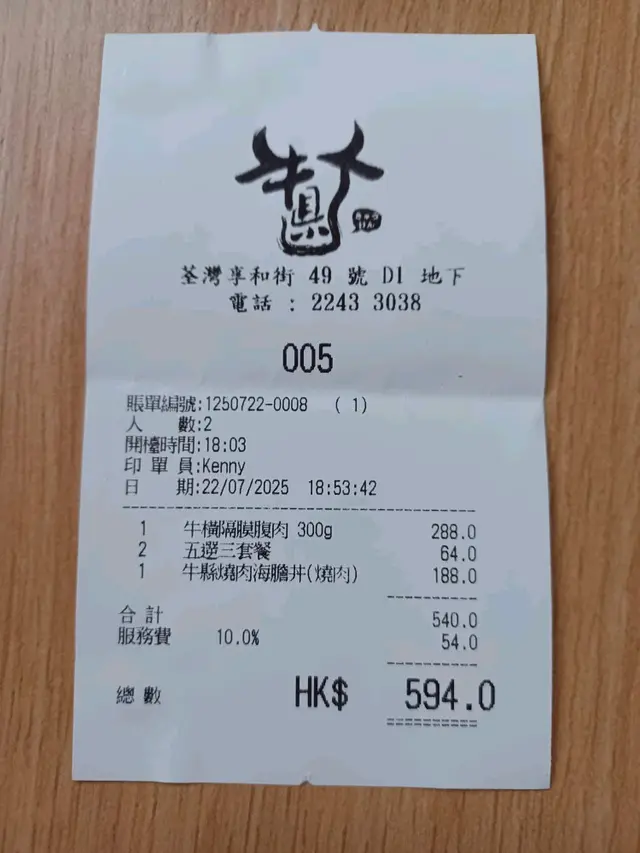 荃灣享和街 49 號 D1 地下
電話 : 2243 3038
005
賬單編號:1250722-0008 ( 1)
人 數:2
開檯時間:18:03
印 單 員:Kenny
日 期:22/07/2025 18:53:42
1 牛橫隔膜腹肉 300g 288.0
2 五選三套餐 64.0
1 牛縣燒肉海膽丼(燒肉) 188.0
合計 540.0
服務費 10.0% 54.0
總數 HK$ 594.0